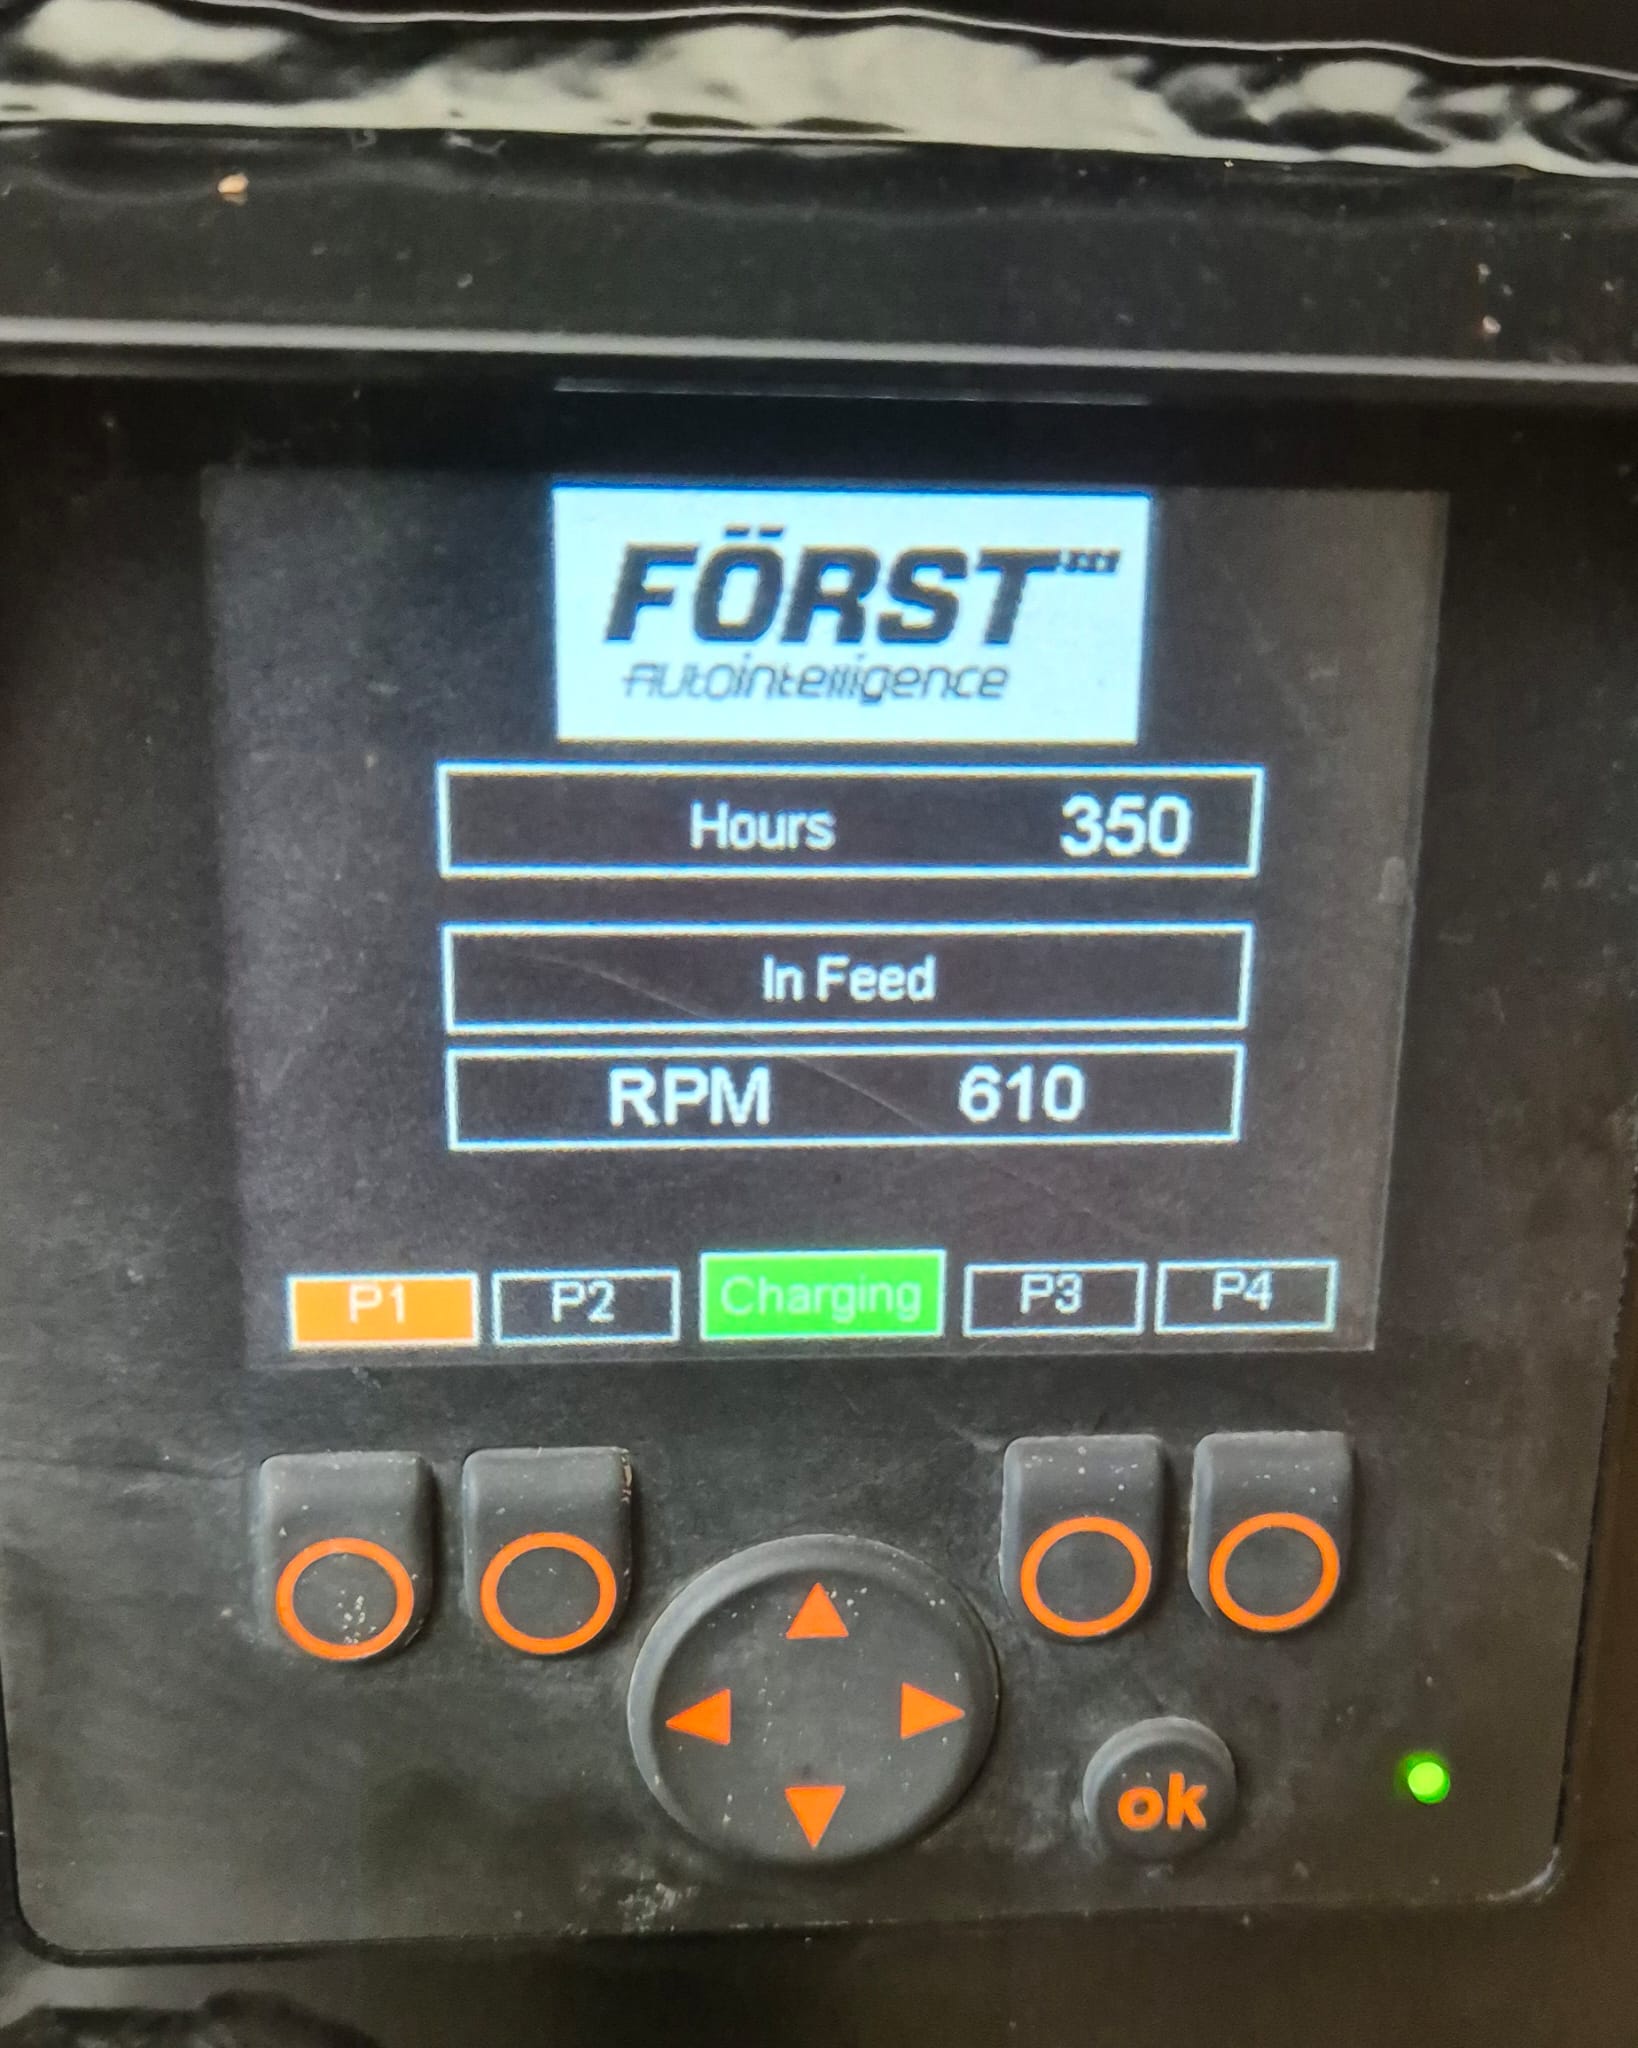 FÖRST
Autointelligence
Hours 350
In Feed
RPM 610
P1 P2 Charging P3 P4
ok